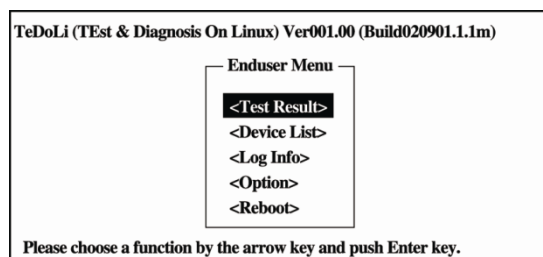 TeDoLi (TEst & Diagnosis On Linux) Ver001.00 (Build020901.1.1m)
Enduser Menu
<Test Result>
<Device List>
<Log Info>
<Option>
<Reboot>
Please choose a function by the arrow key and push Enter key.